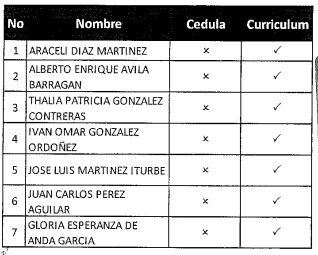 No Nombre Cedula Curriculum
1 ARACELI DIAZ MARTINEZ × ✓
2 ALBERTO ENRIQUE AVILA
BARRAGAN × ✓
3 THALIA PATRICIA GONZALEZ
CONTRERAS × ✓
4 IVAN OMAR GONZALEZ
ORDOÑEZ × ✓
5 JOSE LUIS MARTINEZ ITURBE × ✓
6 JUAN CARLOS PEREZ
AGUILAR × ✓
7 GLORIA ESPERANZA DE
ANDA GARCIA × ✓